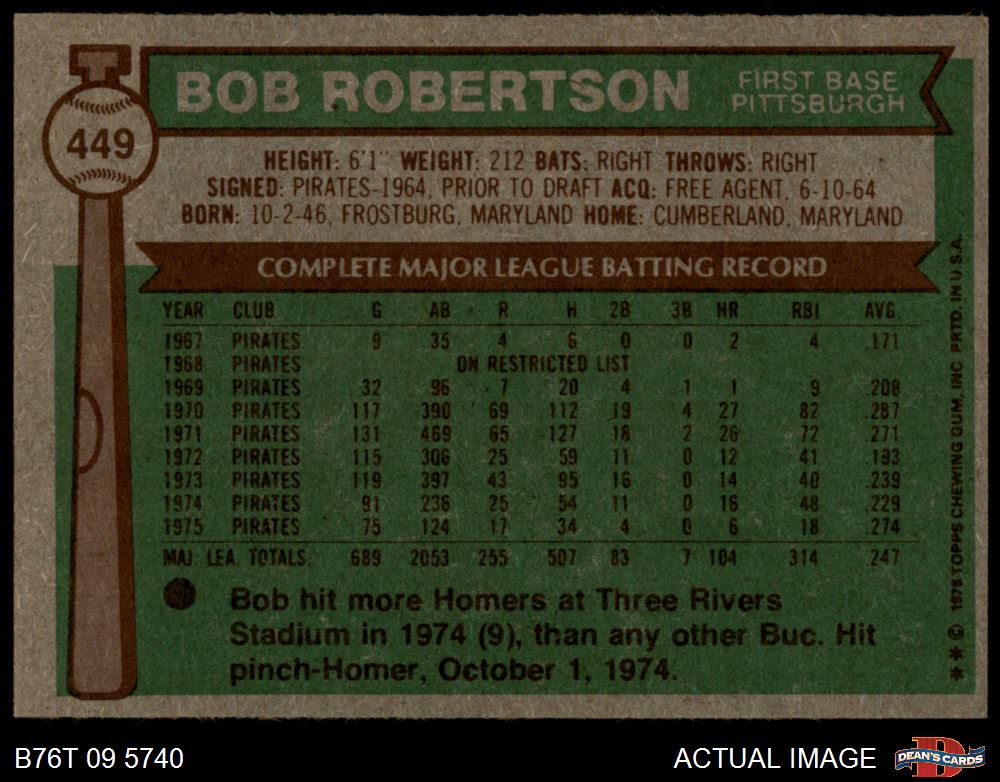 449
BOB ROBERTSON
FIRST BASE
PITTSBURGH
HEIGHT: 6'1" WEIGHT: 212 BATS: RIGHT THROWS: RIGHT
SIGNED: PIRATES-1964, PRIOR TO DRAFT ACQ: FREE AGENT, 6-10-64
BORN: 10-2-46, FROSTBURG, MARYLAND HOME: CUMBERLAND, MARYLAND
COMPLETE MAJOR LEAGUE BATTING RECORD
YEAR CLUB G AB R H 2B 3B HR RBI AVG.
1967 PIRATES 9 35 4 6 0 0 2 4 .171
1968 PIRATES ON RESTRICTED LIST
1969 PIRATES 32 96 7 20 4 1 1 9 .208
1970 PIRATES 117 390 69 112 19 4 27 82 .287
1971 PIRATES 131 469 65 127 18 2 26 72 .271
1972 PIRATES 115 306 25 59 11 0 12 41 .193
1973 PIRATES 119 397 43 95 16 0 14 40 .239
1974 PIRATES 91 236 25 54 11 0 16 48 .229
1975 PIRATES 75 124 17 34 4 0 6 18 .274
MAJ. LEA. TOTALS 689 2053 255 507 83 7 104 314 .247
Bob hit more Homers at Three Rivers
Stadium in 1974 (9), than any other Buc. Hit
pinch-Homer, October 1, 1974.
* * © 1976 TOPPS CHEWING GUM, INC. PRTD. IN U.S.A.
B76T 09 5740
ACTUAL IMAGE
D
DEAN'S CARDS